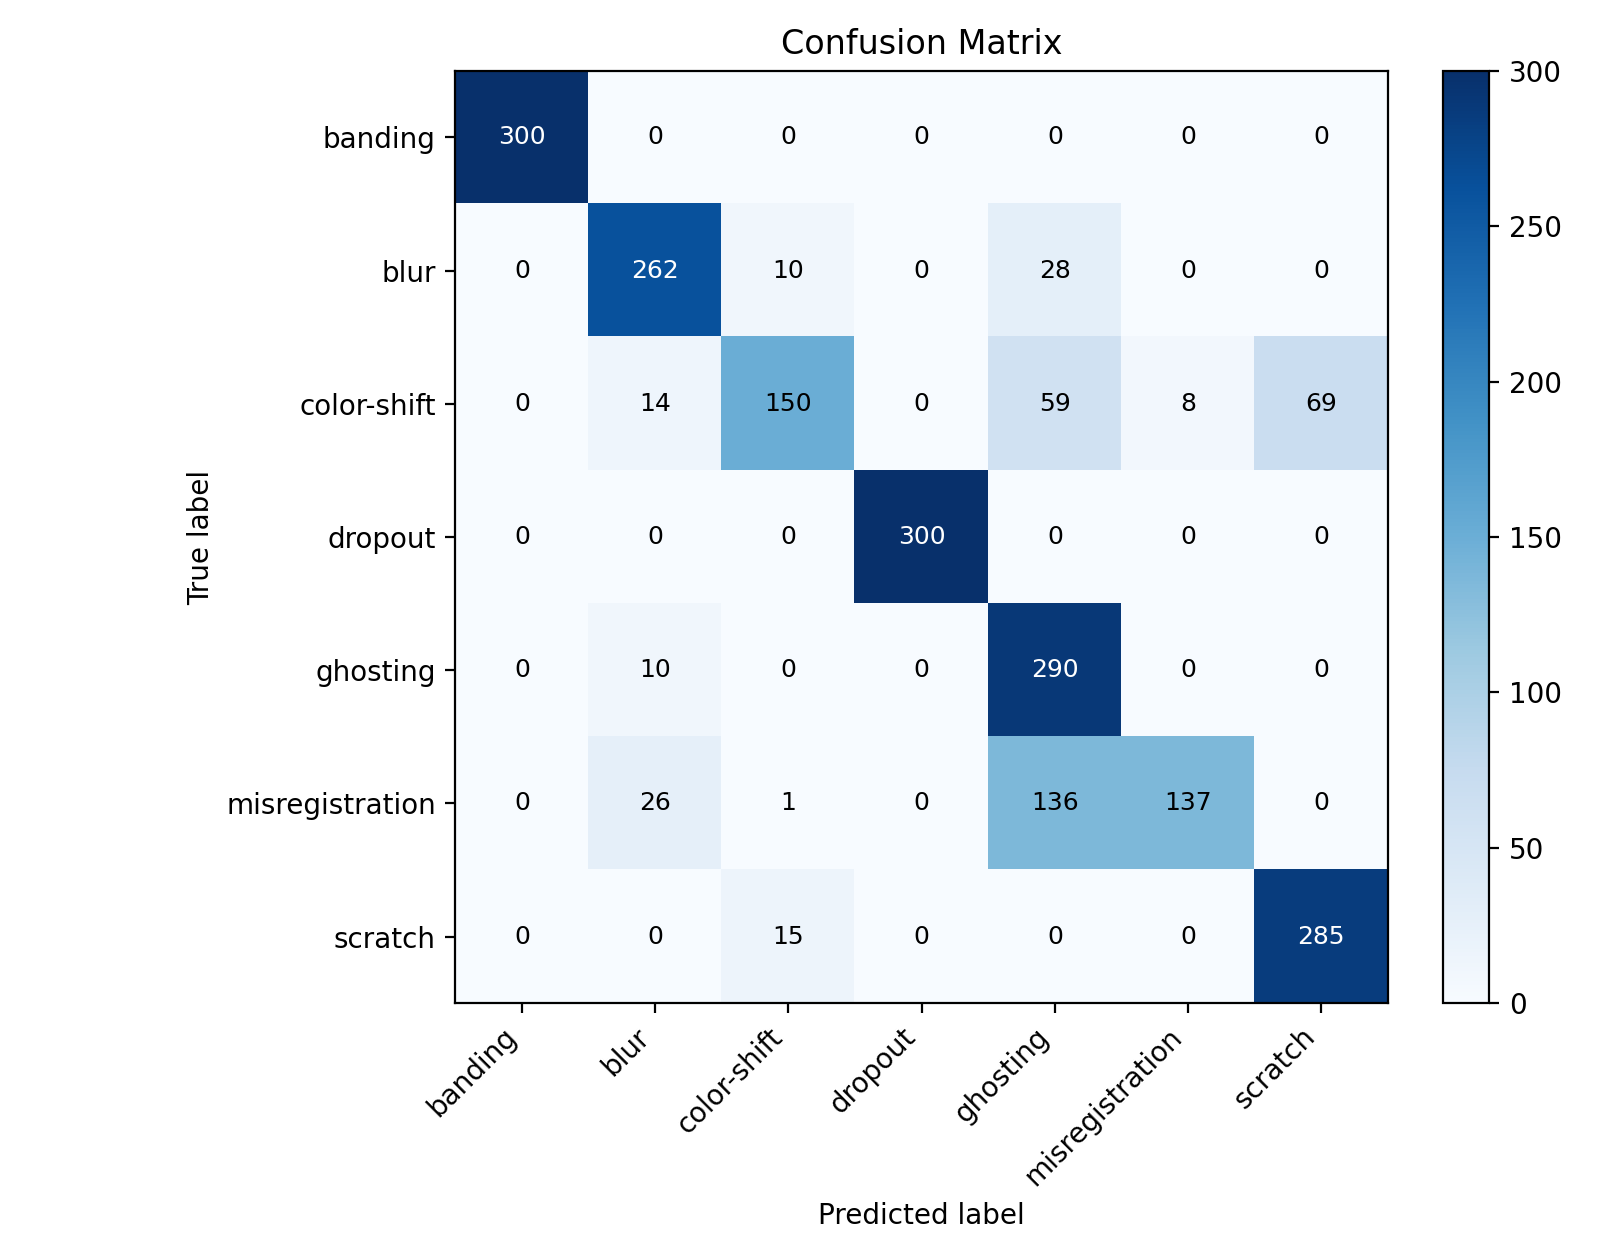 Confusion Matrix
banding 300 0 0 0 0 0 0
blur 0 262 10 0 28 0 0
color-shift 0 14 150 0 59 8 69
dropout 0 0 0 300 0 0 0
ghosting 0 10 0 0 290 0 0
misregistration 0 26 1 0 136 137 0
scratch 0 0 15 0 0 0 285
True label
banding blur color-shift dropout ghosting misregistration scratch
Predicted label
300
250
200
150
100
50
0